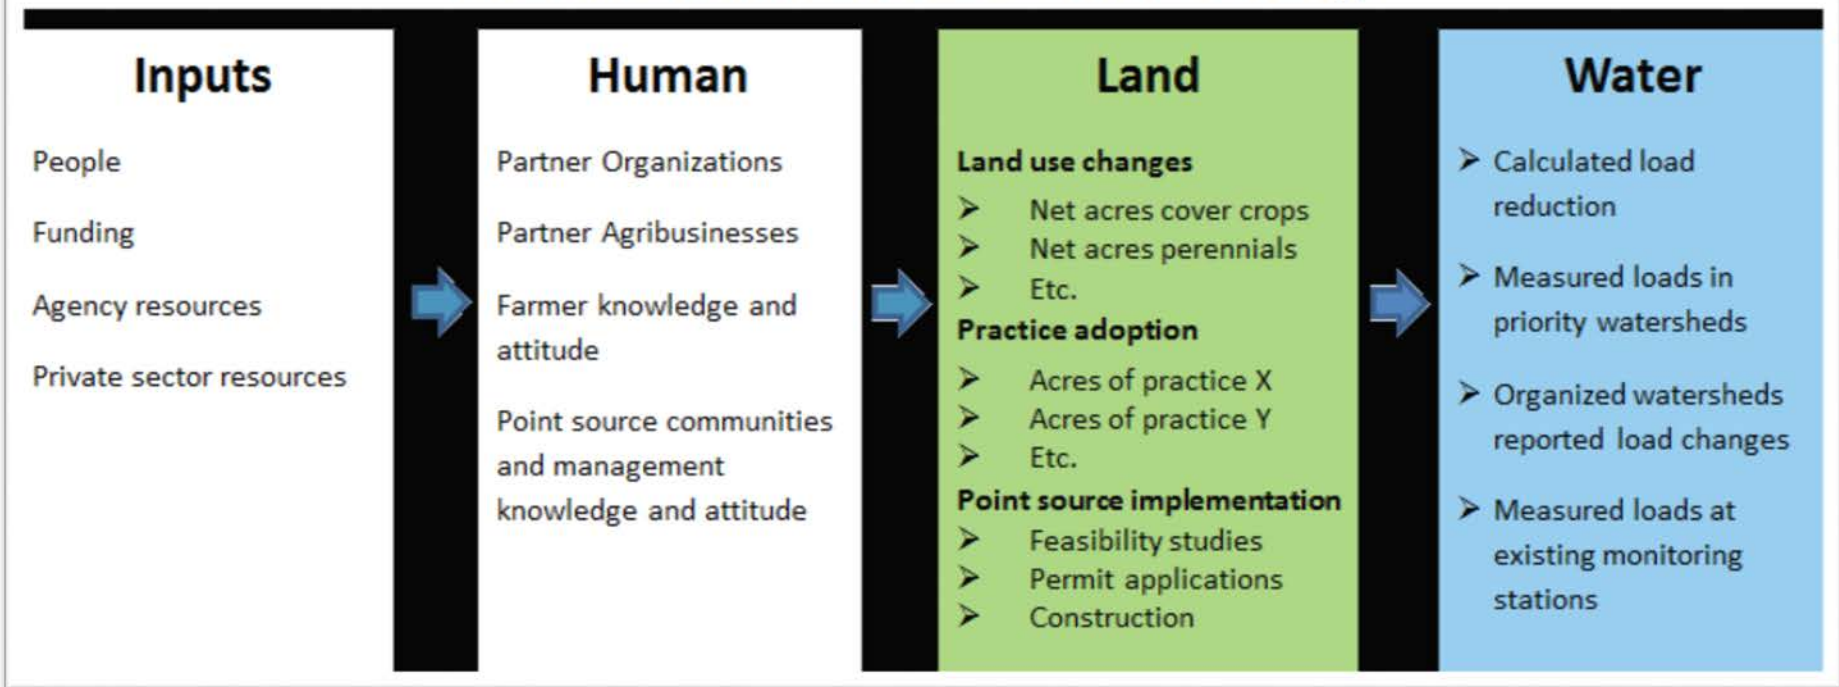 Inputs
People
Funding
Agency resources
Private sector resources
Human
Partner Organizations
Partner Agribusinesses
Farmer knowledge and
attitude
Point source communities
and management
knowledge and attitude
Land
Land use changes
➢ Net acres cover crops
➢ Net acres perennials
➢ Etc.
Practice adoption
➢ Acres of practice X
➢ Acres of practice Y
➢ Etc.
Point source implementation
➢ Feasibility studies
➢ Permit applications
➢ Construction
Water
➢ Calculated load
reduction
➢ Measured loads in
priority watersheds
➢ Organized watersheds
reported load changes
➢ Measured loads at
existing monitoring
stations